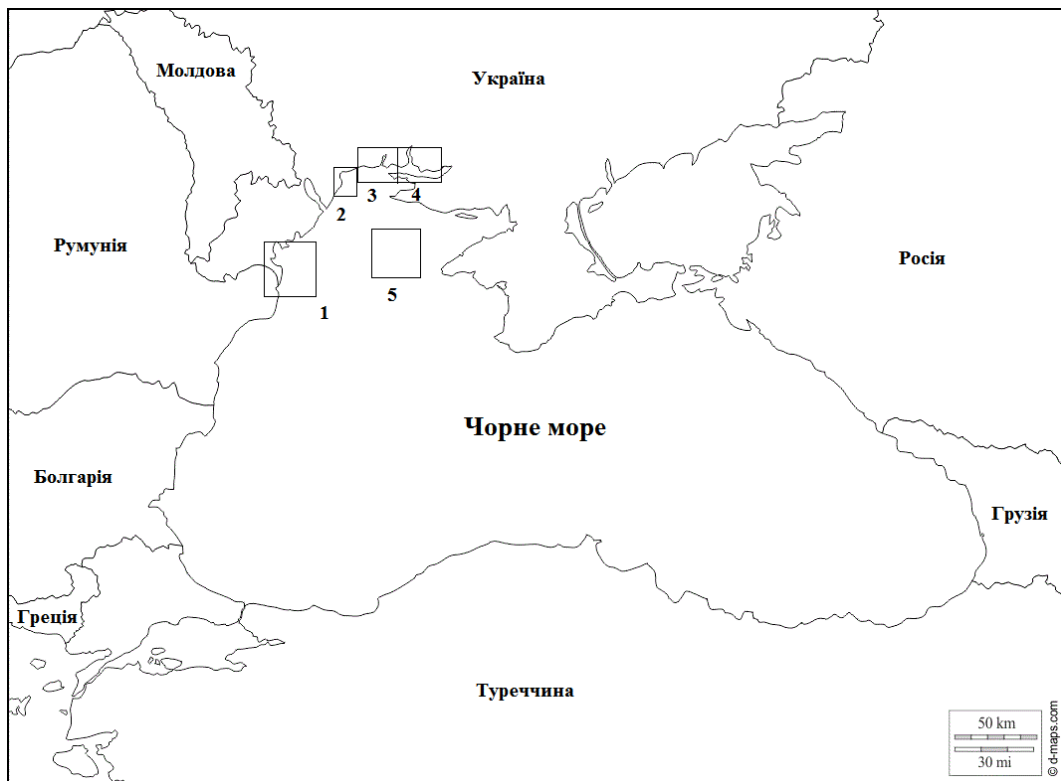 Молдова
Україна
3
4
2
Румунія
Росія
5
1
Чорне море
Болгарія
Грузія
Греція
Туреччина
50 km
30 mi
© d-maps.com